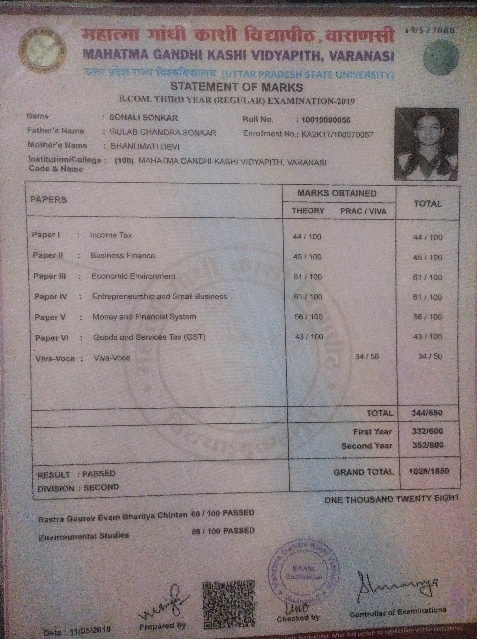 महात्मा गांधी काशी विद्यापीठ, वाराणसी
MAHATMA GANDHI KASHI VIDYAPITH, VARANASI
उत्तर प्रदेश राज्य विश्वविद्यालय (UTTAR PRADESH STATE UNIVERSITY)
STATEMENT OF MARKS
B.COM. THIRD YEAR (REGULAR) EXAMINATION-2019
Name : SONALI SONKAR Roll No. :
Father's Name : GULAB CHANDRA SONKAR Enrollment No.:
Mother's Name : BHANUMATI DEVI
Institution/College : (100) MAHATMA GANDHI KASHI VIDYAPITH, VARANASI
Code & Name
PAPERS MARKS OBTAINED TOTAL
THEORY PRAC / VIVA
Paper I : Income Tax 44 / 100 44 / 100
Paper II : Business Finance 45 / 100 45 / 100
Paper III : Economic Environment 61 / 100 61 / 100
Paper IV : Entrepreneurship and Small Business 61 / 100 61 / 100
Paper V : Money and Financial System 56 / 100 56 / 100
Paper VI : Goods and Services Tax (GST) 43 / 100 43 / 100
Viva-Voce : Viva-Voce 34 / 50 34 / 50
TOTAL 344/650
First Year 332/600
Second Year 352/600
RESULT : PASSED GRAND TOTAL 1028/1850
DIVISION : SECOND
ONE THOUSAND TWENTY EIGHT
Rastra Gaurav Evam Bhartiya Chintan 60 / 100 PASSED
Environmental Studies 59 / 100 PASSED
Date : 11/05/2019 Prepared by Checked by Controller of Examinations